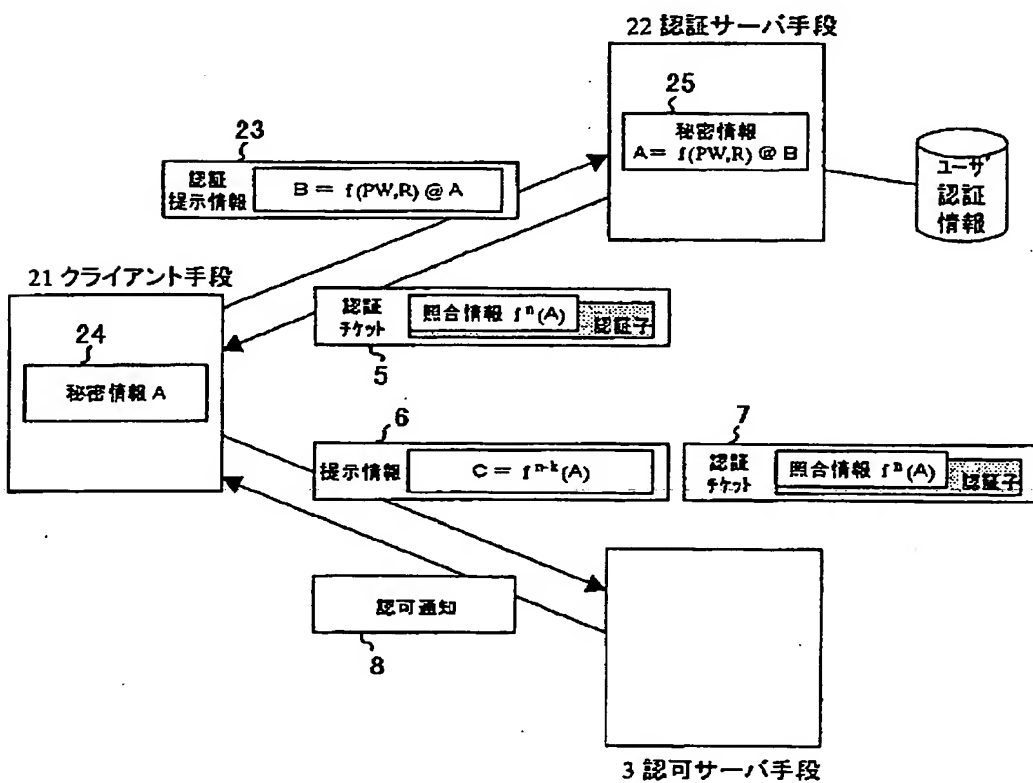 22 認証サーバ手段
25
秘密情報
A= f(PW,R) @ B
ユーザ
認証
情報
23
認証
提示情報
B = f(PW,R) @ A
21 クライアント手段
24
秘密情報 A
認証
チケット
照合情報 fⁿ(A)
認証子
5
6
提示情報
C = fⁿ⁻ᵏ(A)
7
認証
チケット
照合情報 fⁿ(A)
認証子
認可通知
8
3 認可サーバ手段